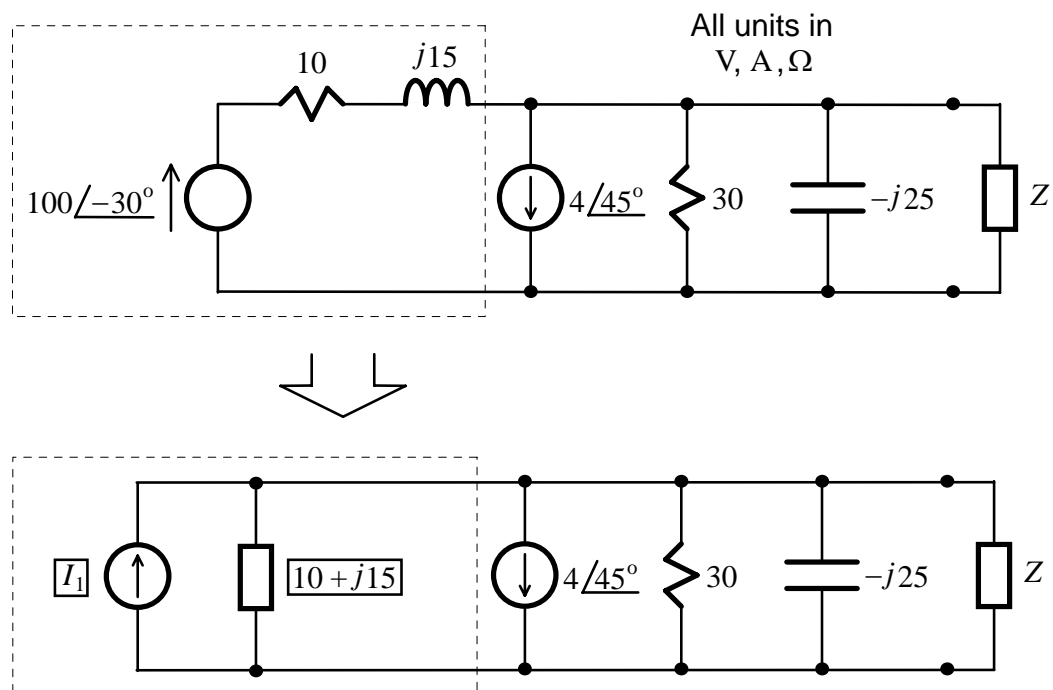 All units in
V, A, Ω
10
j15
100/−30°
4/45°
30
−j25
Z
I₁
10 + j15
4/45°
30
−j25
Z